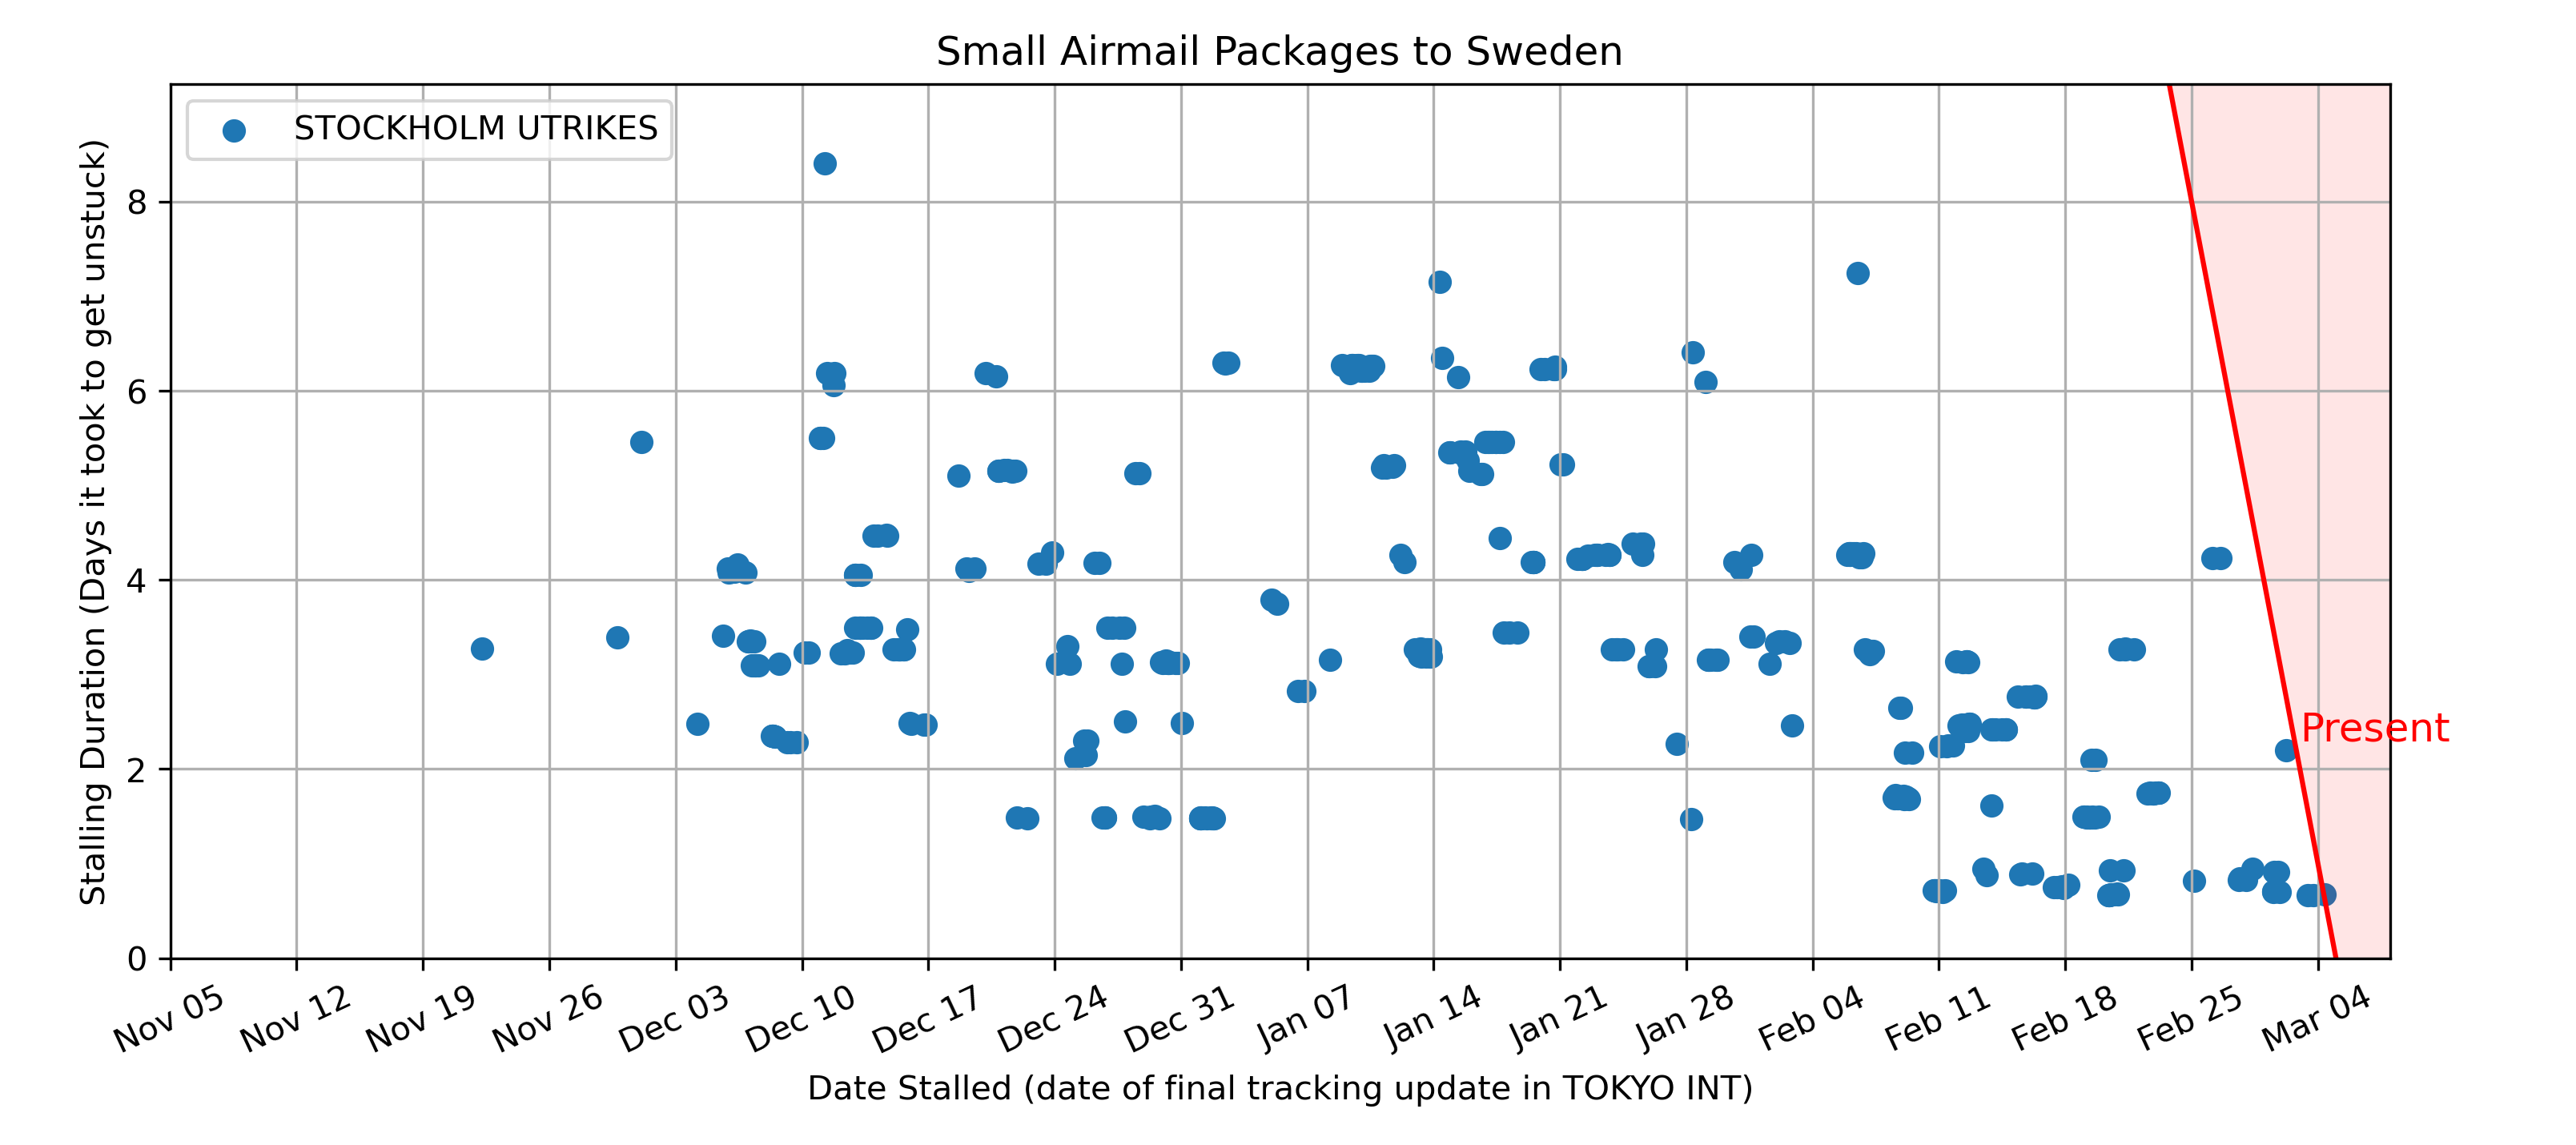 Small Airmail Packages to Sweden
STOCKHOLM UTRIKES
Stalling Duration (Days it took to get unstuck)
8
6
4
2
0
Present
Nov 05
Nov 12
Nov 19
Nov 26
Dec 03
Dec 10
Dec 17
Dec 24
Dec 31
Jan 07
Jan 14
Jan 21
Jan 28
Feb 04
Feb 11
Feb 18
Feb 25
Mar 04
Date Stalled (date of final tracking update in TOKYO INT)